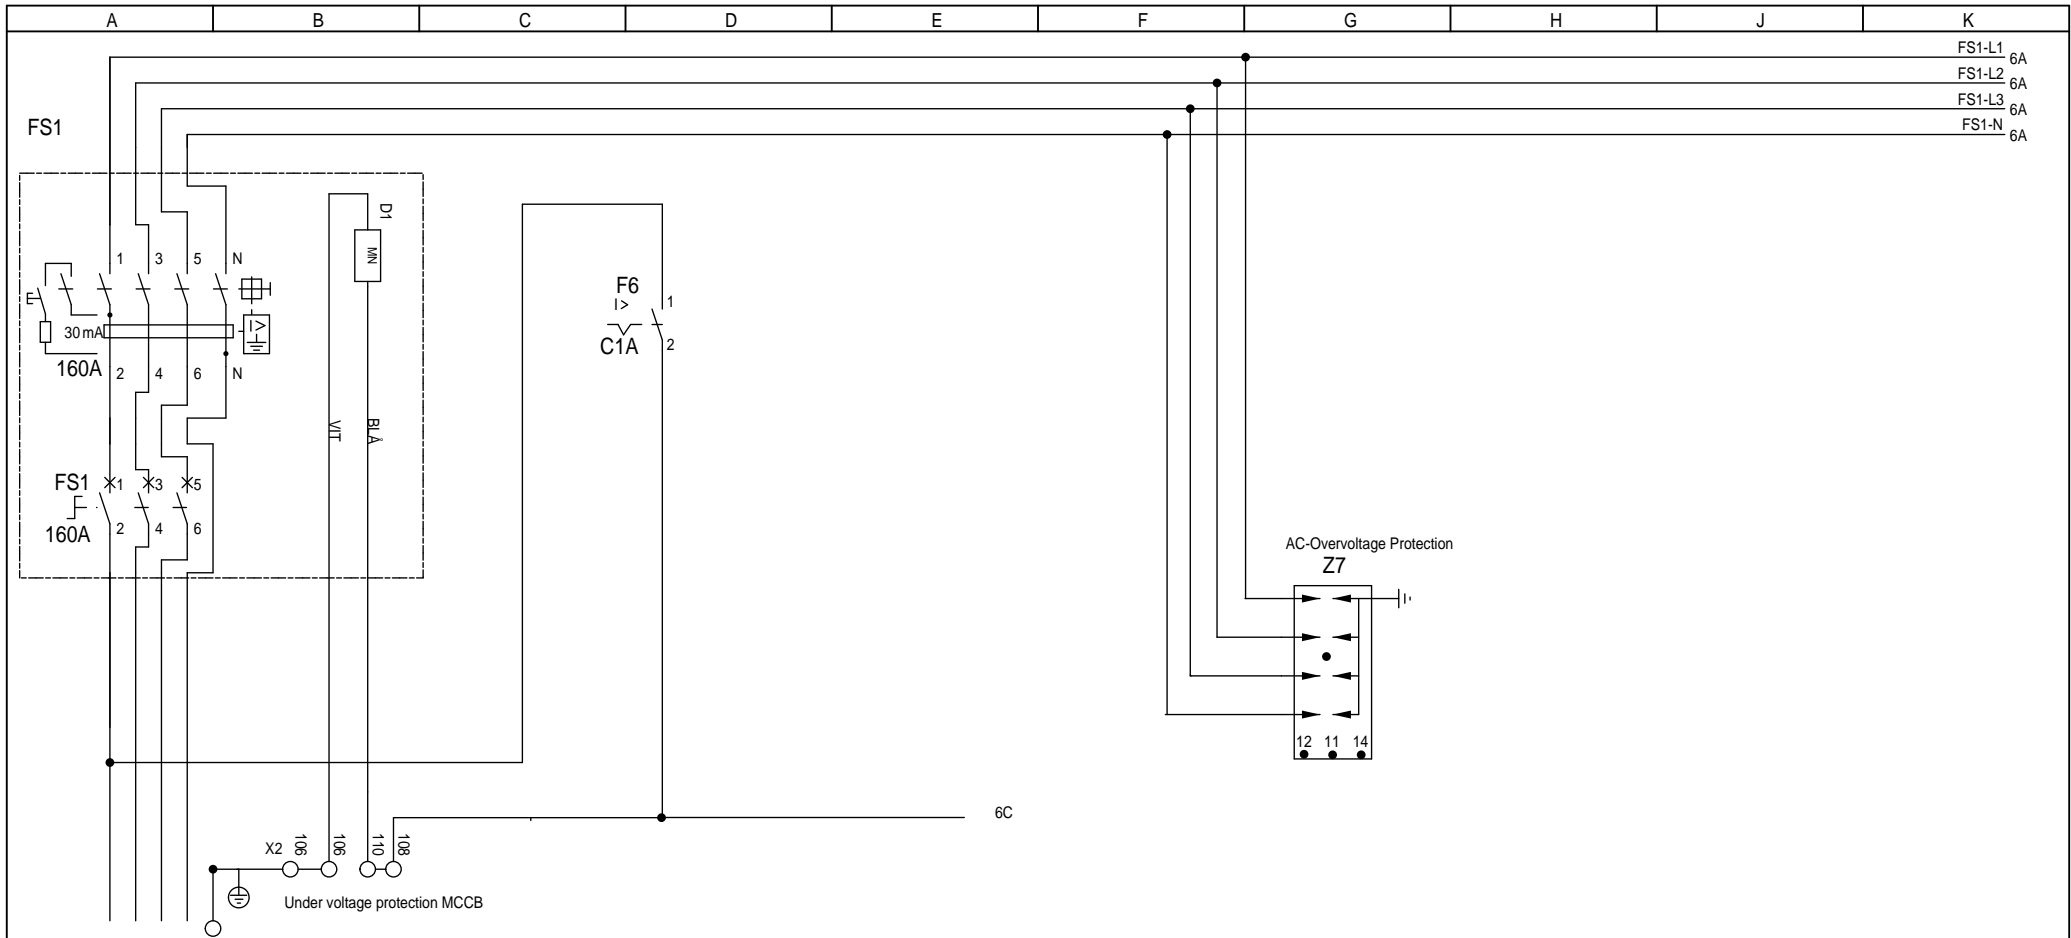 A B C D E F G H J K
FS1-L1 6A
FS1-L2 6A
FS1-L3 6A
FS1-N 6A
FS1
D1
MN
1 3 5 N
30 mA
160A 2 4 6 N
VIT BLÅ
FS1 1 3 5
160A 2 4 6
F6
I>
1
C1A 2
AC-Overvoltage Protection
Z7
12 11 14
6C
X2 106 106 110 108
Under voltage protection MCCB